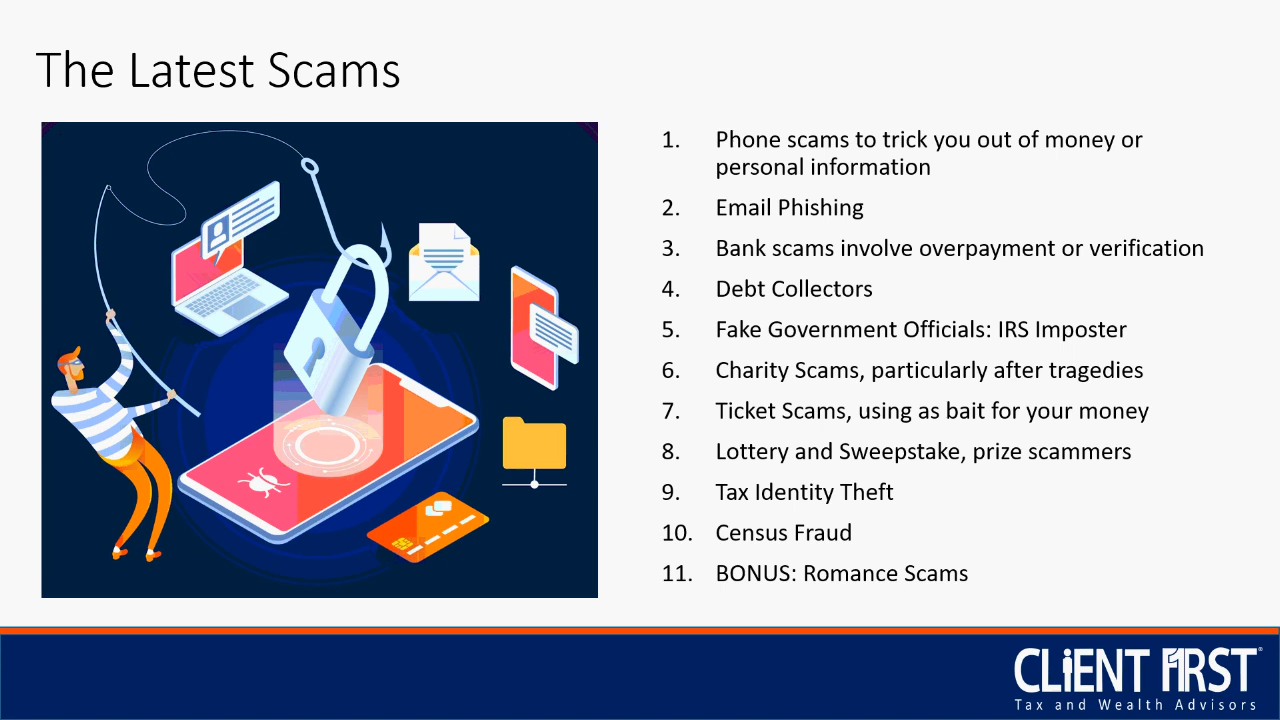 The Latest Scams
1. Phone scams to trick you out of money or
personal information
2. Email Phishing
3. Bank scams involve overpayment or verification
4. Debt Collectors
5. Fake Government Officials: IRS Imposter
6. Charity Scams, particularly after tragedies
7. Ticket Scams, using as bait for your money
8. Lottery and Sweepstake, prize scammers
9. Tax Identity Theft
10. Census Fraud
11. BONUS: Romance Scams
CLiENT FIRST®
Tax and Wealth Advisors